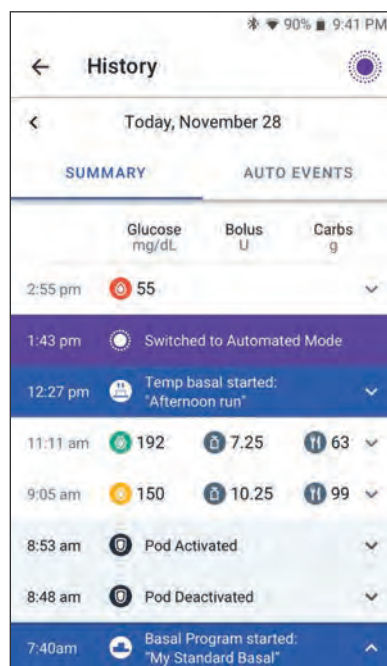 90% 9:41 PM
History
Today, November 28
SUMMARY AUTO EVENTS
Glucose Bolus Carbs
mg/dL U g
2:55 pm 55
1:43 pm Switched to Automated Mode
12:27 pm Temp basal started:
"Afternoon run"
11:11 am 192 7.25 63
9:05 am 150 10.25 99
8:53 am Pod Activated
8:48 am Pod Deactivated
7:40am Basal Program started:
"My Standard Basal"